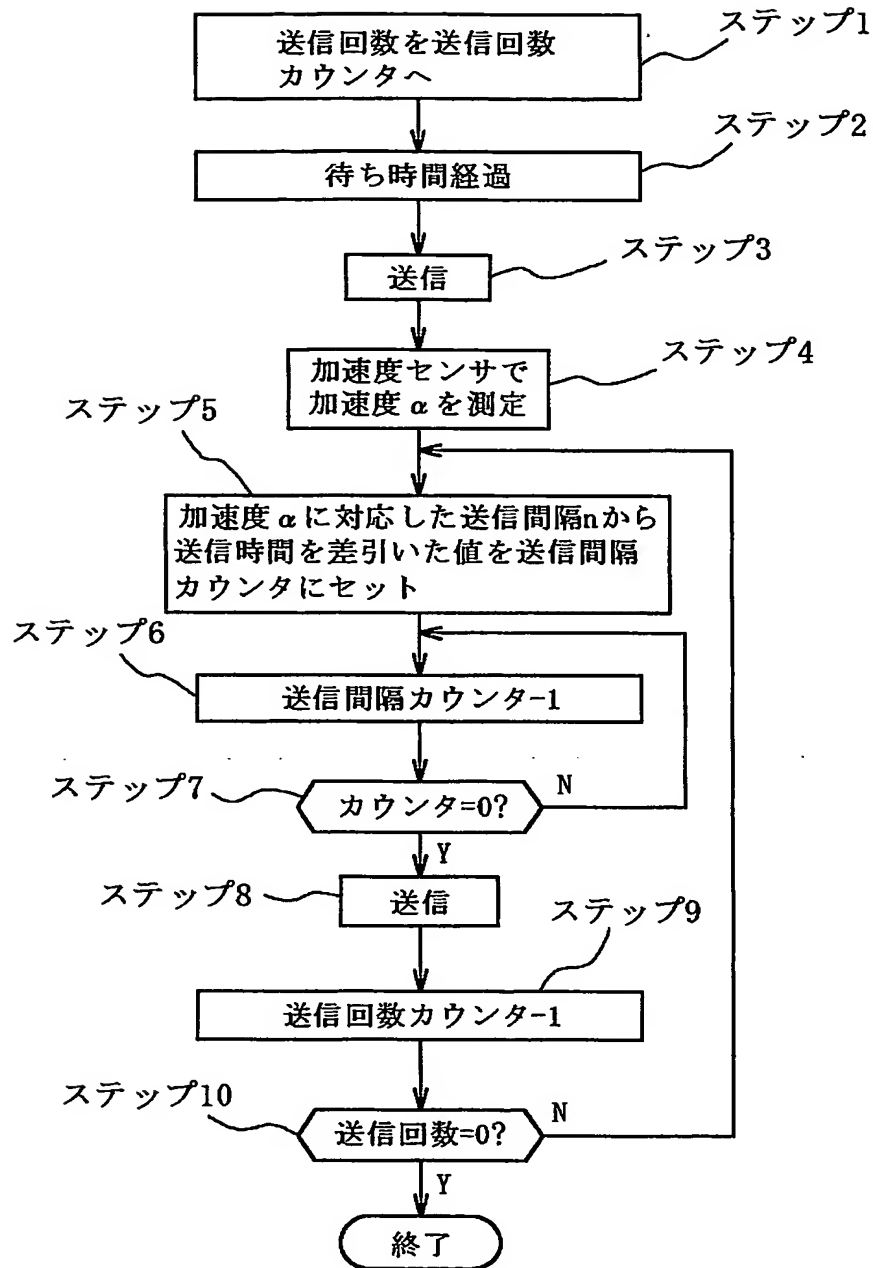 送信回数を送信回数
カウンタへ
ステップ1
ステップ2
待ち時間経過
ステップ3
送信
ステップ4
加速度センサで
加速度αを測定
ステップ5
加速度αに対応した送信間隔nから
送信時間を差引いた値を送信間隔
カウンタにセット
ステップ6
送信間隔カウンタ-1
ステップ7
カウンタ=0?
N
Y
ステップ8
送信
ステップ9
送信回数カウンタ-1
ステップ10
送信回数=0?
N
Y
終了